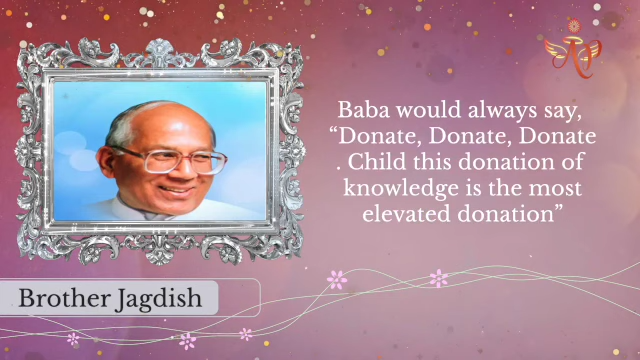 Baba would always say,
“Donate, Donate, Donate
. Child this donation of
knowledge is the most
elevated donation”
Brother Jagdish